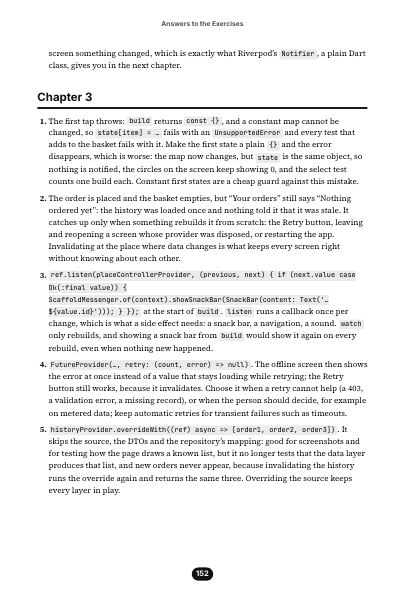 Answers to the Exercises
screen something changed, which is exactly what Riverpod's Notifier, a plain Dart
class, gives you in the next chapter.
Chapter 3
1. The first tap throws: build returns const {}, and a constant map cannot be
changed, so state[item] = … fails with an UnsupportedError and every test that
adds to the basket fails with it. Make the first state a plain {} and the error
disappears, which is worse: the map now changes, but state is the same object, so
nothing is notified, the circles on the screen keep showing 0, and the select test
counts one build each. Constant first states are a cheap guard against this mistake.
2. The order is placed and the basket empties, but “Your orders” still says “Nothing
ordered yet”: the history was loaded once and nothing told it that it was stale. It
catches up only when something rebuilds it from scratch: the Retry button, leaving
and reopening a screen whose provider was disposed, or restarting the app.
Invalidating at the place where data changes is what keeps every screen right
without knowing about each other.
3. ref.listen(placeControllerProvider, (previous, next) { if (next.value case
Ok(:final value)) {
ScaffoldMessenger.of(context).showSnackBar(SnackBar(content: Text('…
${value.id}'))); } }); at the start of build. listen runs a callback once per
change, which is what a side effect needs: a snack bar, a navigation, a sound. watch
only rebuilds, and showing a snack bar from build would show it again on every
rebuild, even when nothing new happened.
4. FutureProvider(…, retry: (count, error) => null). The offline screen then shows
the error at once instead of a value that stays loading while retrying; the Retry
button still works, because it invalidates. Choose it when a retry cannot help (a 403,
a validation error, a missing record), or when the person should decide, for example
on metered data; keep automatic retries for transient failures such as timeouts.
5. historyProvider.overrideWith((ref) async => [order1, order2, order3]). It
skips the source, the DTOs and the repository's mapping: good for screenshots and
for testing how the page draws a known list, but it no longer tests that the data layer
produces that list, and new orders never appear, because invalidating the history
runs the override again and returns the same three. Overriding the source keeps
every layer in play.
152